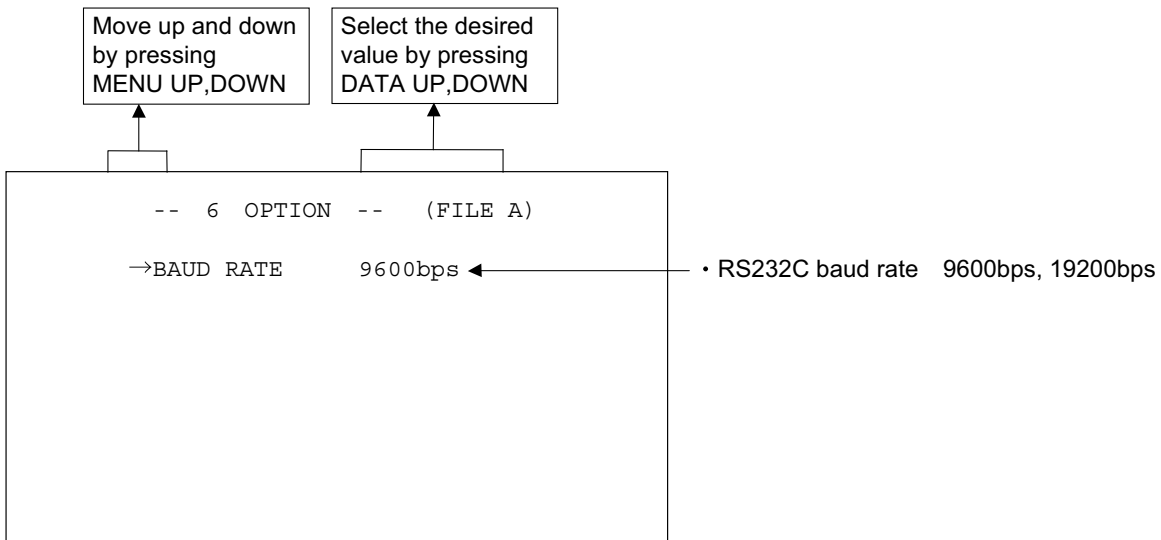 Move up and down
by pressing
MENU UP,DOWN
Select the desired
value by pressing
DATA UP,DOWN
-- 6 OPTION -- (FILE A)
→BAUD RATE 9600bps
・RS232C baud rate 9600bps, 19200bps